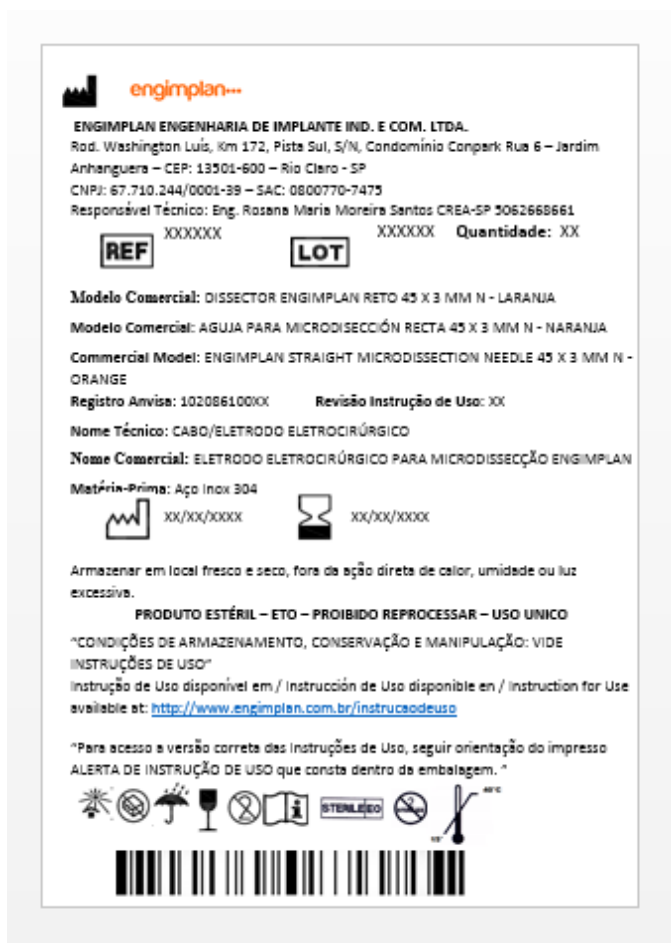 engimplan
ENGIMPLAN ENGENHARIA DE IMPLANTE IND. E COM. LTDA.
Rod. Washington Luís, Km 172, Pista Sul, S/N, Condomínio Conpark Rua 6 – Jardim
Anhanguera – CEP: 13501-600 – Rio Claro - SP
CNPJ: 67.710.244/0001-39 – SAC: 0800770-7475
Responsável Técnico: Eng. Rosana Maria Moreira Santos CREA-SP 5062668661
REF XXXXXX LOT XXXXXX Quantidade: XX
Modelo Comercial: DISSECTOR ENGIMPLAN RETO 45 X 3 MM N - LARANJA
Modelo Comercial: AGUJA PARA MICRODISECCIÓN RECTA 45 X 3 MM N - NARANJA
Commercial Model: ENGIMPLAN STRAIGHT MICRODISSECTION NEEDLE 45 X 3 MM N -
ORANGE
Registro Anvisa: 102086100XX Revisão Instrução de Uso: XX
Nome Técnico: CABO/ELETRODO ELETROCIRÚRGICO
Nome Comercial: ELETRODO ELETROCIRÚRGICO PARA MICRODISSECÇÃO ENGIMPLAN
Matéria-Prima: Aço Inox 304
XX/XX/XXXX XX/XX/XXXX
Armazenar em local fresco e seco, fora da ação direta de calor, umidade ou luz
excessiva.
PRODUTO ESTÉRIL – ETO – PROIBIDO REPROCESSAR – USO UNICO
"CONDIÇÕES DE ARMAZENAMENTO, CONSERVAÇÃO E MANIPULAÇÃO: VIDE
INSTRUÇÕES DE USO"
Instrução de Uso disponível em / Instrucción de Uso disponible en / Instruction for Use
available at: http://www.engimplan.com.br/instrucaodeuso
"Para acesso a versão correta das Instruções de Uso, seguir orientação do impresso
ALERTA DE INSTRUÇÃO DE USO que consta dentro da embalagem. "
STERILE EO